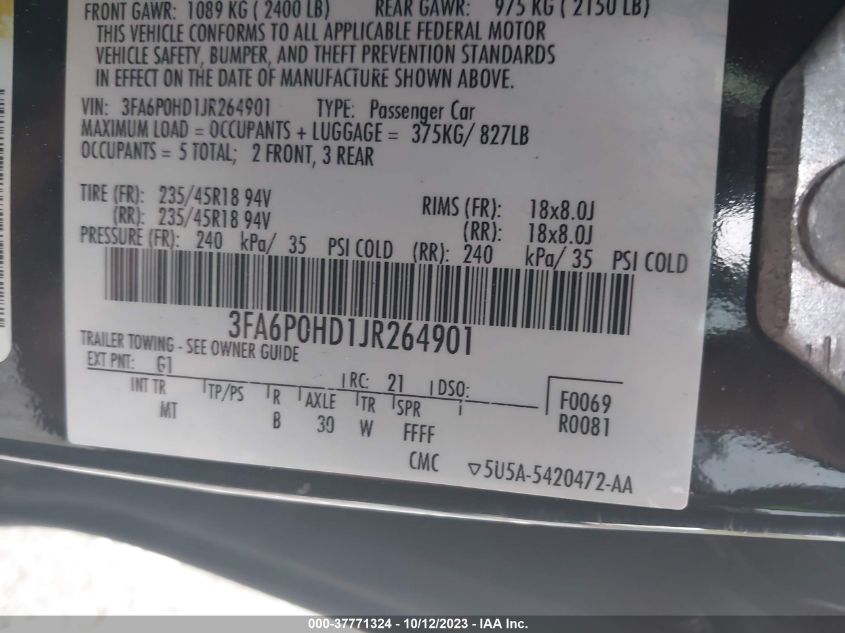 FRONT GAWR: 1089 KG ( 2400 LB) REAR GAWR: 975 KG ( 2150 LB)
THIS VEHICLE CONFORMS TO ALL APPLICABLE FEDERAL MOTOR
VEHICLE SAFETY, BUMPER, AND THEFT PREVENTION STANDARDS
IN EFFECT ON THE DATE OF MANUFACTURE SHOWN ABOVE.
VIN: 3FA6P0HD1JR264901 TYPE: Passenger Car
MAXIMUM LOAD = OCCUPANTS + LUGGAGE = 375KG/ 827LB
OCCUPANTS = 5 TOTAL; 2 FRONT, 3 REAR
TIRE (FR): 235/45R18 94V RIMS (FR): 18x8.0J
(RR): 235/45R18 94V (RR): 18x8.0J
PRESSURE (FR): 240 kPa/ 35 PSI COLD (RR): 240 kPa/ 35 PSI COLD
3FA6P0HD1JR264901
TRAILER TOWING - SEE OWNER GUIDE
EXT PNT: G1 RC: 21 DSO:
INT TR TP/PS R AXLE TR SPR F0069
MT B 30 W FFFF R0081
CMC ▽5U5A-5420472-AA
000-37771324 - 10/12/2023 - Copyright © 2023 IAA, Inc.